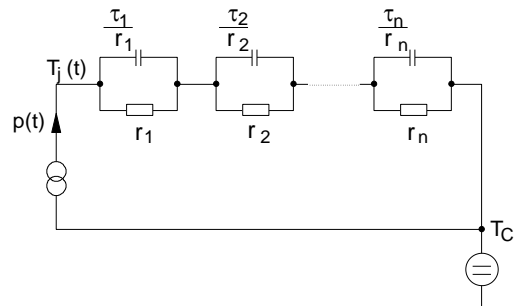 τ1/r1 τ2/r2 τn/rn
Tj (t)
r1 r2 rn
p(t)
TC